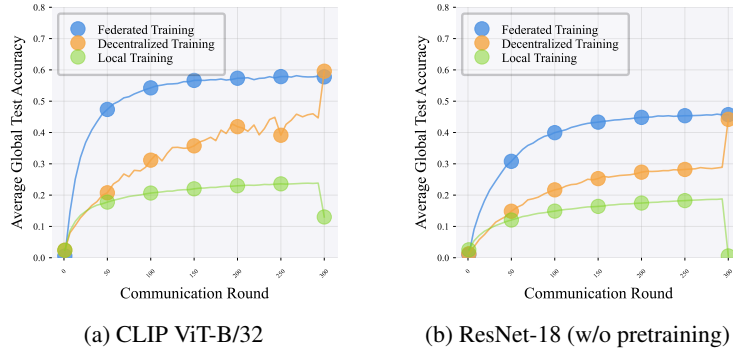 Average Global Test Accuracy
0.8
0.7
0.6
0.5
0.4
0.3
0.2
0.1
0.0
Federated Training
Decentralized Training
Local Training
0 50 100 150 200 250 300
Communication Round
(a) CLIP ViT-B/32
Average Global Test Accuracy
0.8
0.7
0.6
0.5
0.4
0.3
0.2
0.1
0.0
Federated Training
Decentralized Training
Local Training
0 50 100 150 200 250 300
Communication Round
(b) ResNet-18 (w/o pretraining)